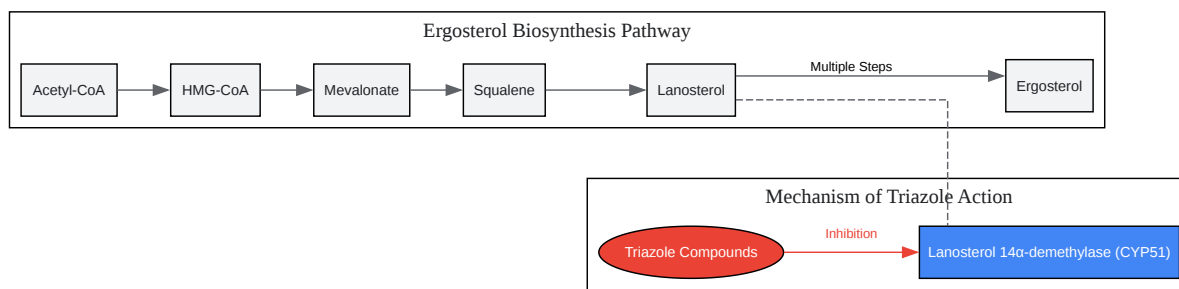 Ergosterol Biosynthesis Pathway
Acetyl-CoA
HMG-CoA
Mevalonate
Squalene
Lanosterol
Multiple Steps
Ergosterol
Mechanism of Triazole Action
Triazole Compounds
Inhibition
Lanosterol 14α-demethylase (CYP51)